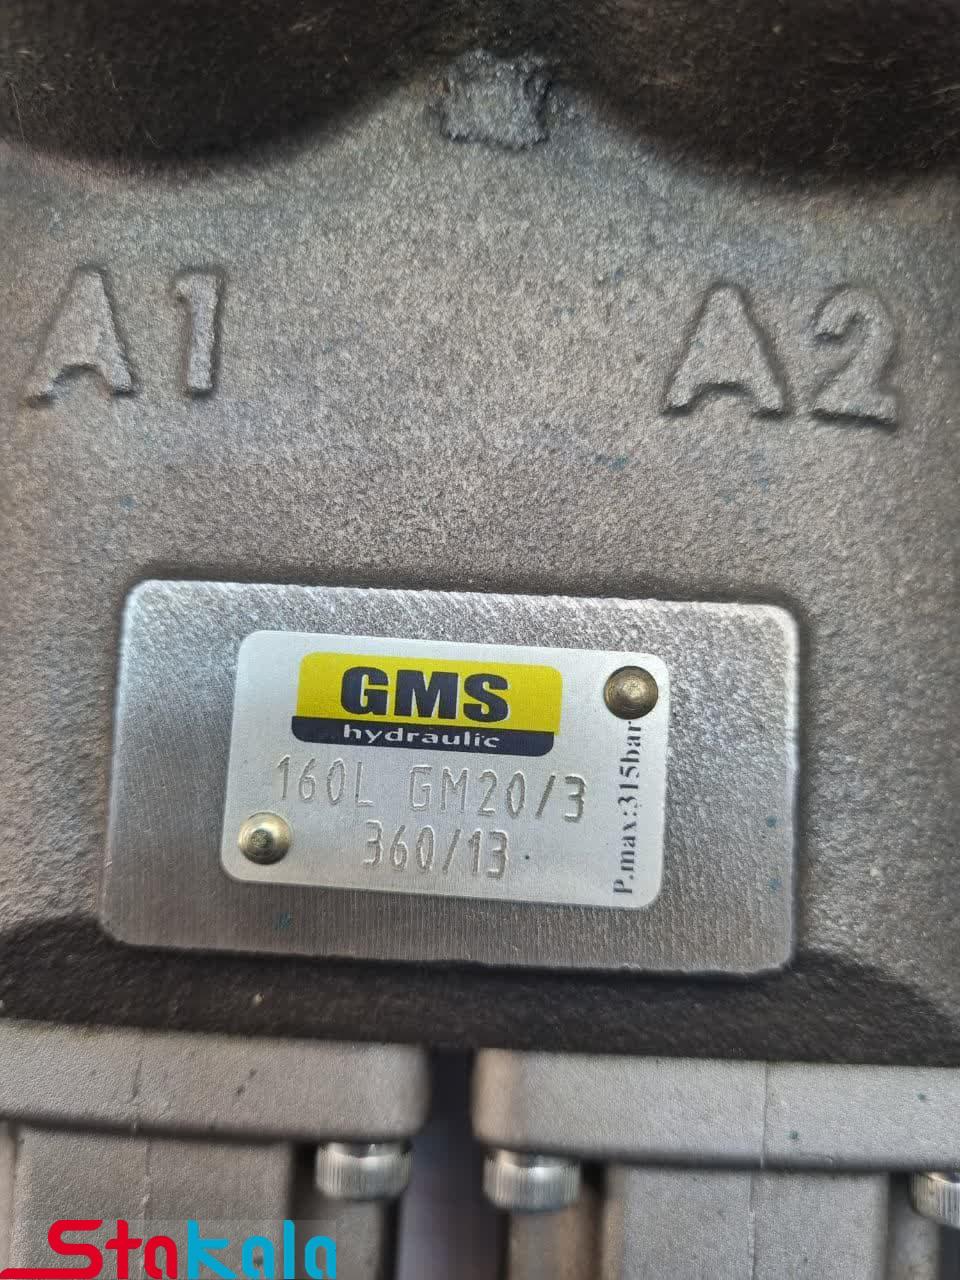 A1 A2
GMS
hydraulic
160L GM20/3
360/13
P.max:315bar
Stakala